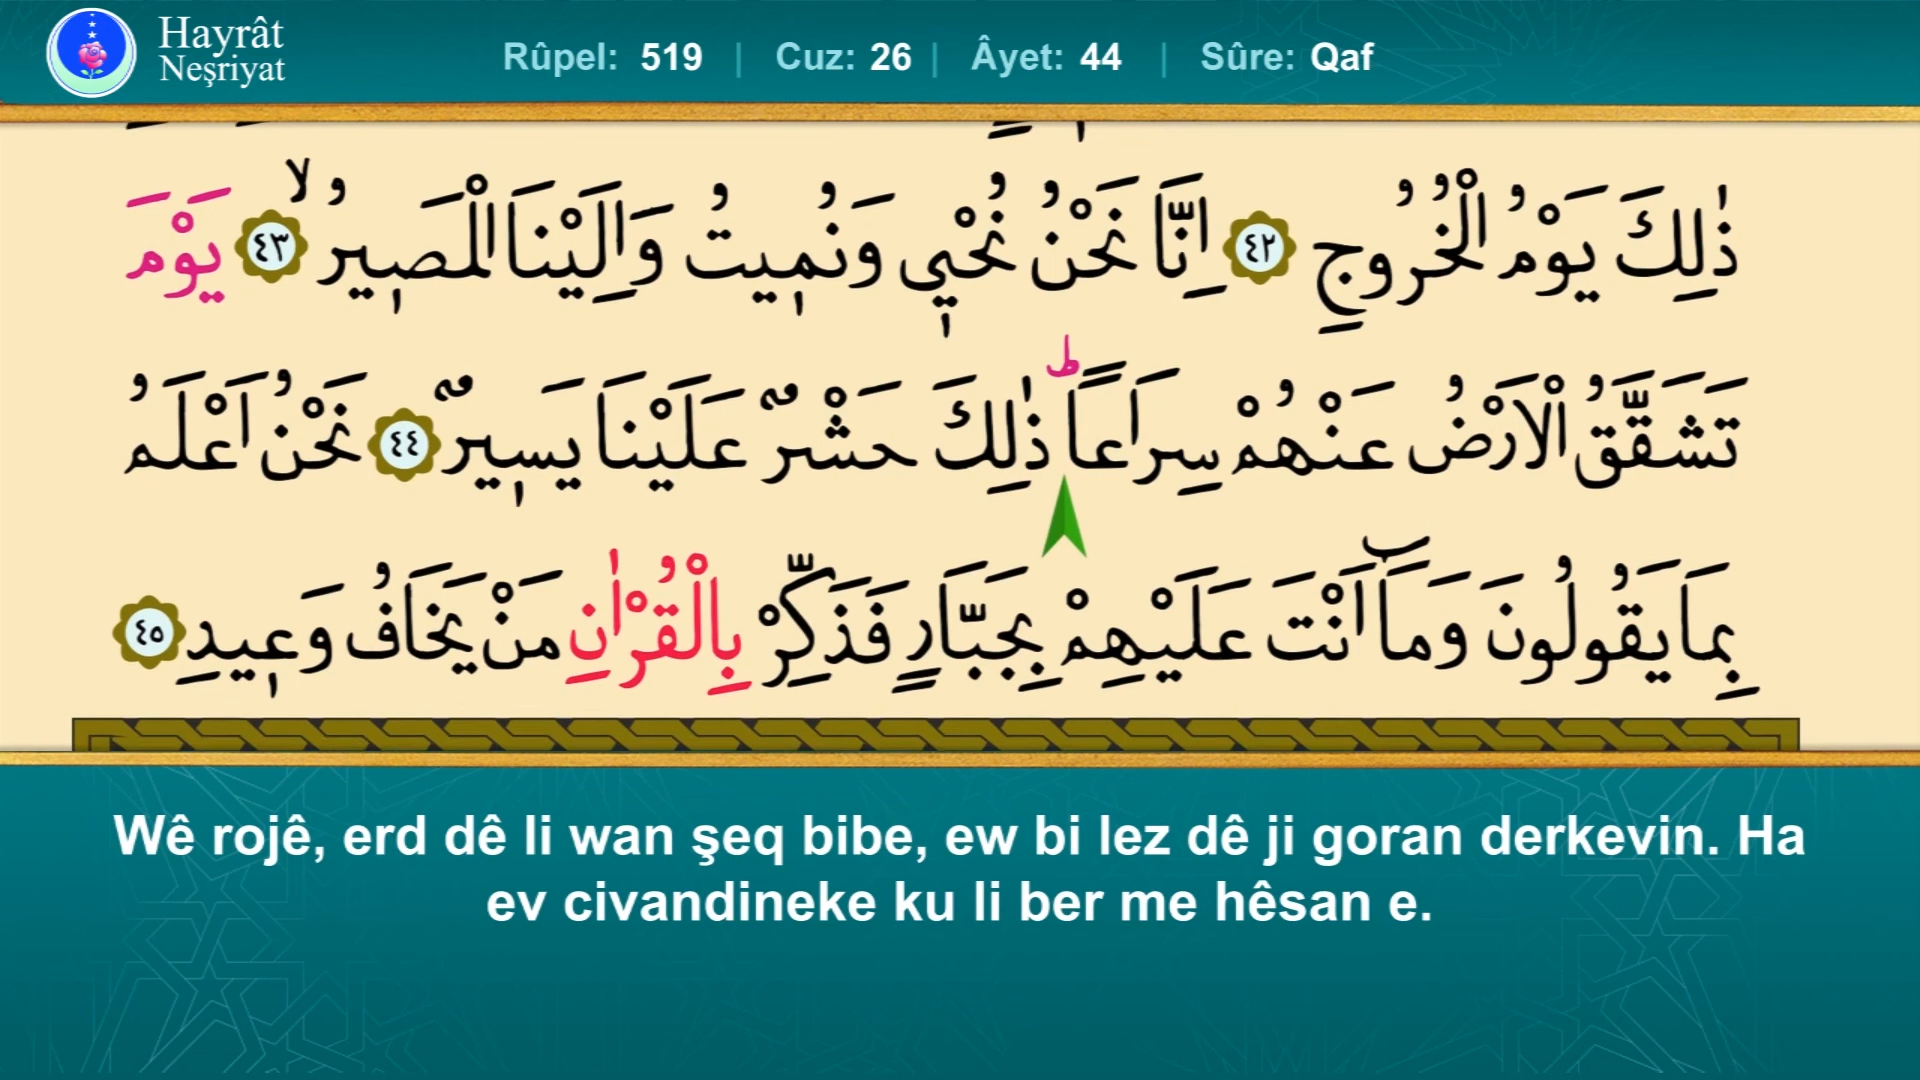 Hayrât
Neşriyat
Rûpel: 519 | Cuz: 26 | Âyet: 44 | Sûre: Qaf
ذٰلِكَ يَوْمُ الْخُرُوجِ ٤٢ اِنَّا نَحْنُ نُحْيٖ وَنُمٖيتُ وَاِلَيْنَا الْمَصٖيرُۙ ٤٣ يَوْمَ
تَشَقَّقُ الْاَرْضُ عَنْهُمْ سِرَاعاًؕ ذٰلِكَ حَشْرٌ عَلَيْنَا يَسٖيرٌ ٤٤ نَحْنُ اَعْلَمُ
بِمَا يَقُولُونَ وَمَٓا اَنْتَ عَلَيْهِمْ بِجَبَّارٍ فَذَكِّرْ بِالْقُرْاٰنِ مَنْ يَخَافُ وَعٖيدِ ٤٥
Wê rojê, erd dê li wan şeq bibe, ew bi lez dê ji goran derkevin. Ha
ev civandineke ku li ber me hêsan e.